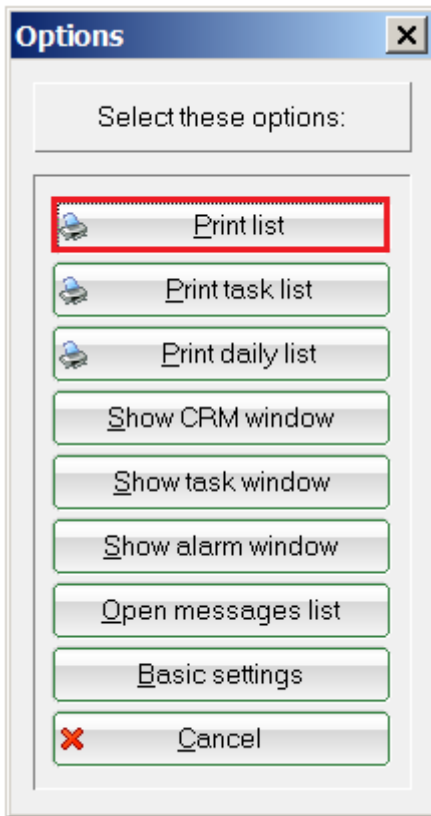 Options
Select these options:
Print list
Print task list
Print daily list
Show CRM window
Show task window
Show alarm window
Open messages list
Basic settings
Cancel